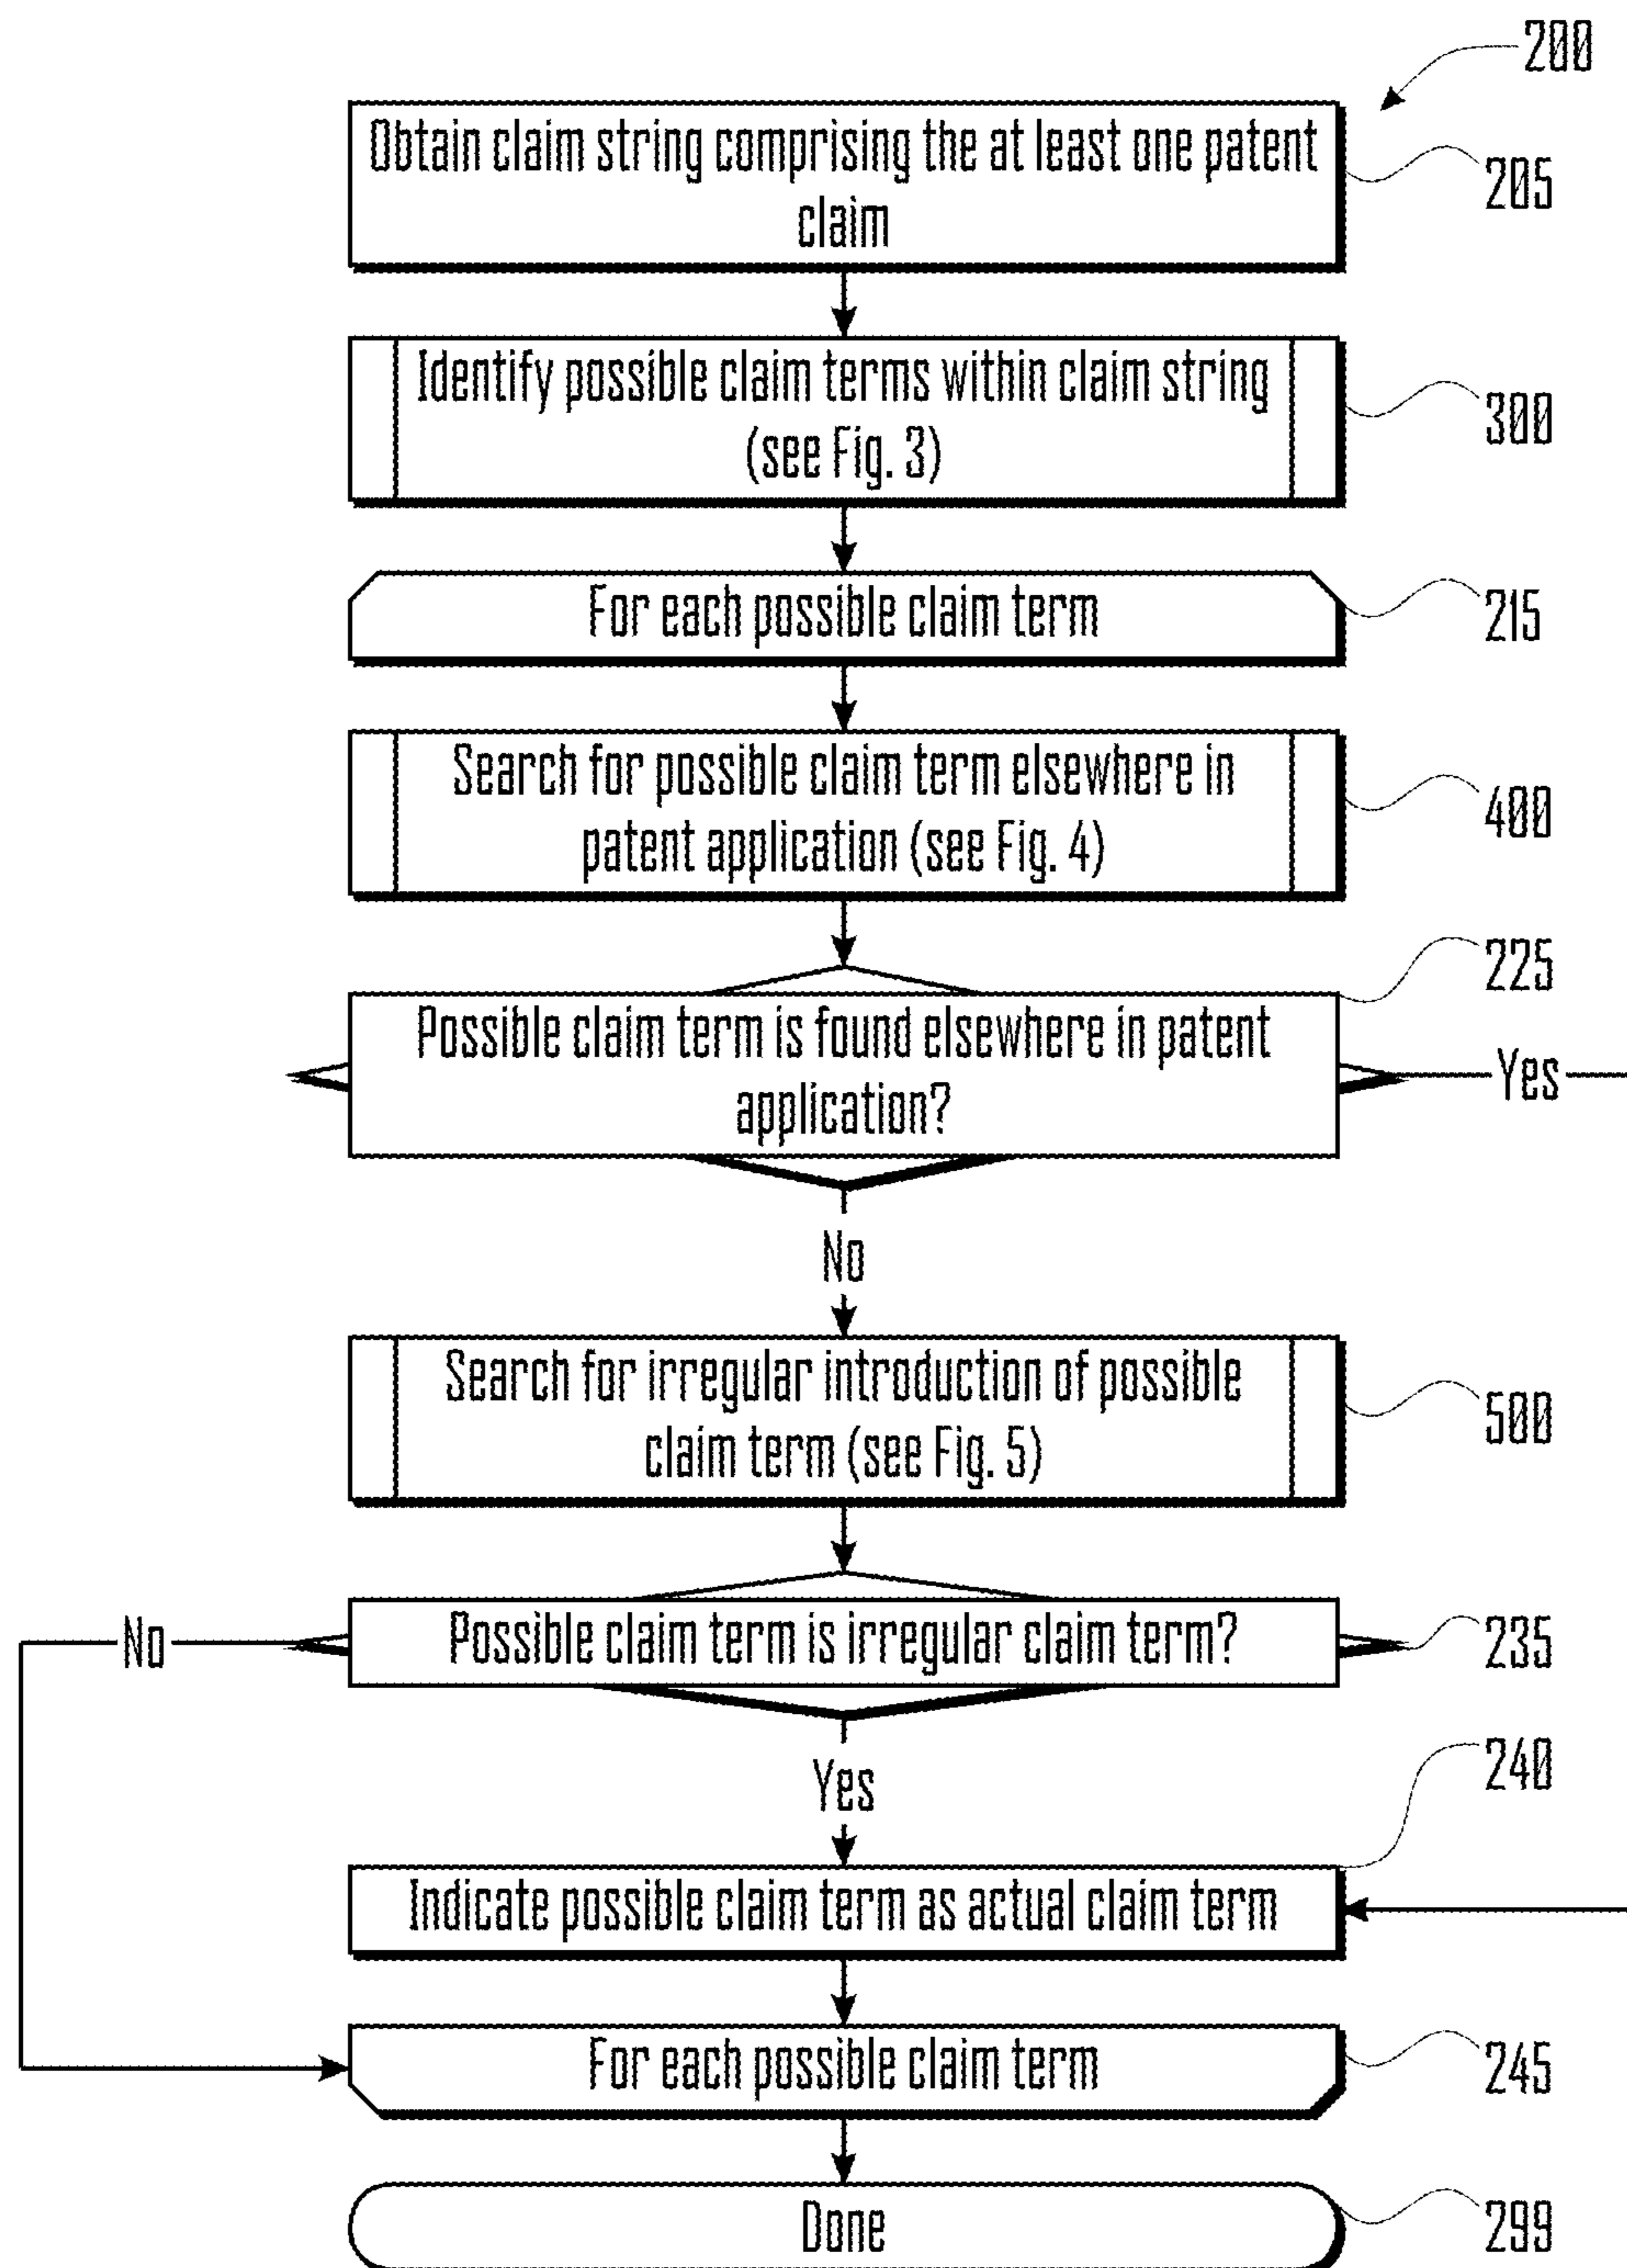 200
Obtain claim string comprising the at least one patent
claim
205
Identify possible claim terms within claim string
(see Fig. 3)
300
For each possible claim term
215
Search for possible claim term elsewhere in
patent application (see Fig. 4)
400
225
Possible claim term is found elsewhere in patent
application?
Yes
No
Search for irregular introduction of possible
claim term (see Fig. 5)
500
No
Possible claim term is irregular claim term?
235
Yes
240
Indicate possible claim term as actual claim term
For each possible claim term
245
Done
299